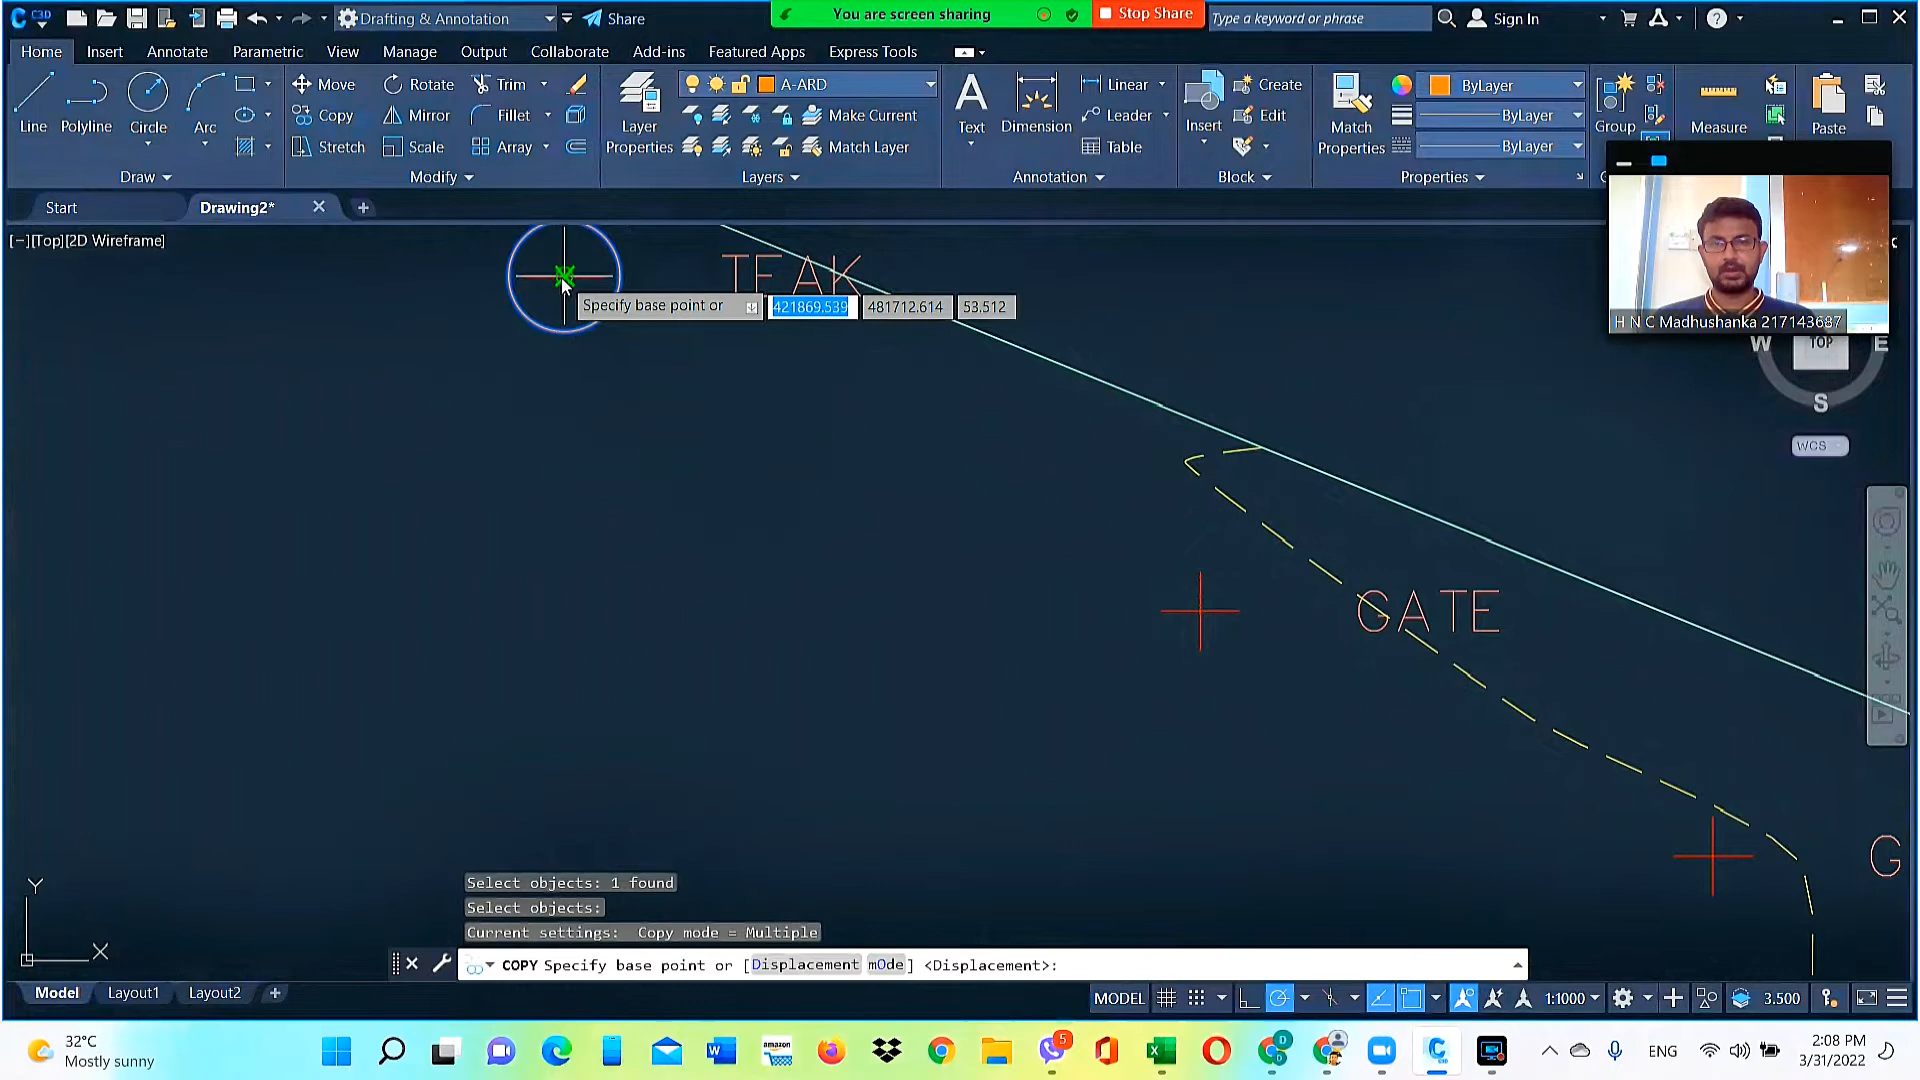 C3D Drafting & Annotation Share You are screen sharing Stop Share Type a keyword or phrase Sign In
Home Insert Annotate Parametric View Manage Output Collaborate Add-ins Featured Apps Express Tools
Line Polyline Circle Arc
Move Rotate Trim
Copy Mirror Fillet
Stretch Scale Array
Layer Properties
A-ARD
Make Current
Match Layer
Text Dimension
Linear
Leader
Table
Insert
Create
Edit
Match Properties
ByLayer
ByLayer
ByLayer
Group Measure Paste
Draw Modify Layers Annotation Block Properties
Start Drawing2*
[−][Top][2D Wireframe]
TEAK
Specify base point or 421869.539 481712.614 53.512
H N C Madhushanka 217143687
W TOP E
S
WCS
GATE
G
Y
X
Select objects: 1 found
Select objects:
Current settings: Copy mode = Multiple
COPY Specify base point or [Displacement mOde] <Displacement>:
Model Layout1 Layout2
MODEL 1:1000 3.500
32°C
Mostly sunny
amazon
5
D
D
ENG
2:08 PM
3/31/2022